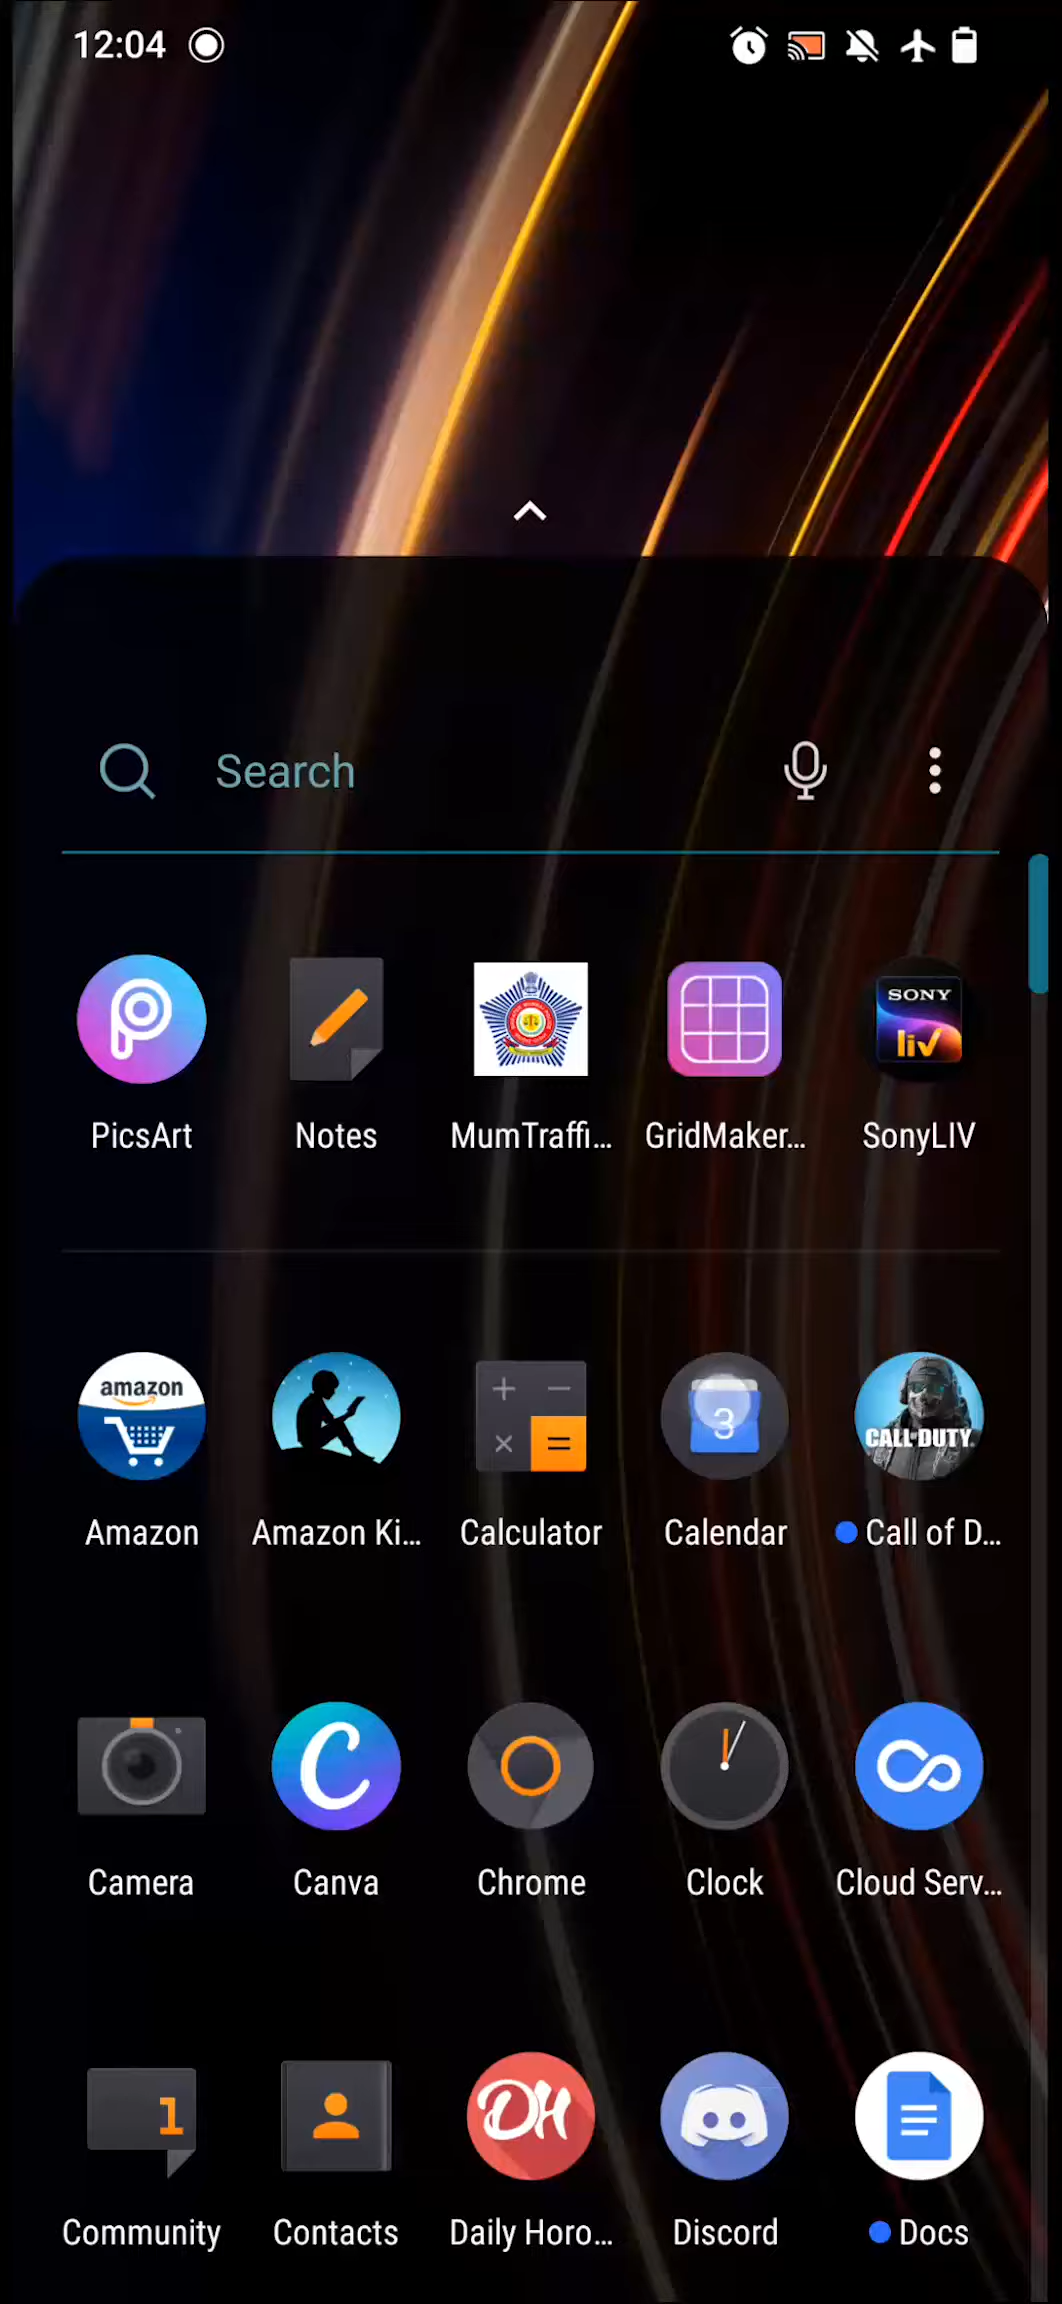 12:04
Search
SONY
liv
PicsArt
Notes
MumTraffi...
GridMaker...
SonyLIV
amazon
3
CALL OF DUTY
Amazon
Amazon Ki...
Calculator
Calendar
Call of D...
Camera
Canva
Chrome
Clock
Cloud Serv...
1
DH
Community
Contacts
Daily Horo...
Discord
Docs